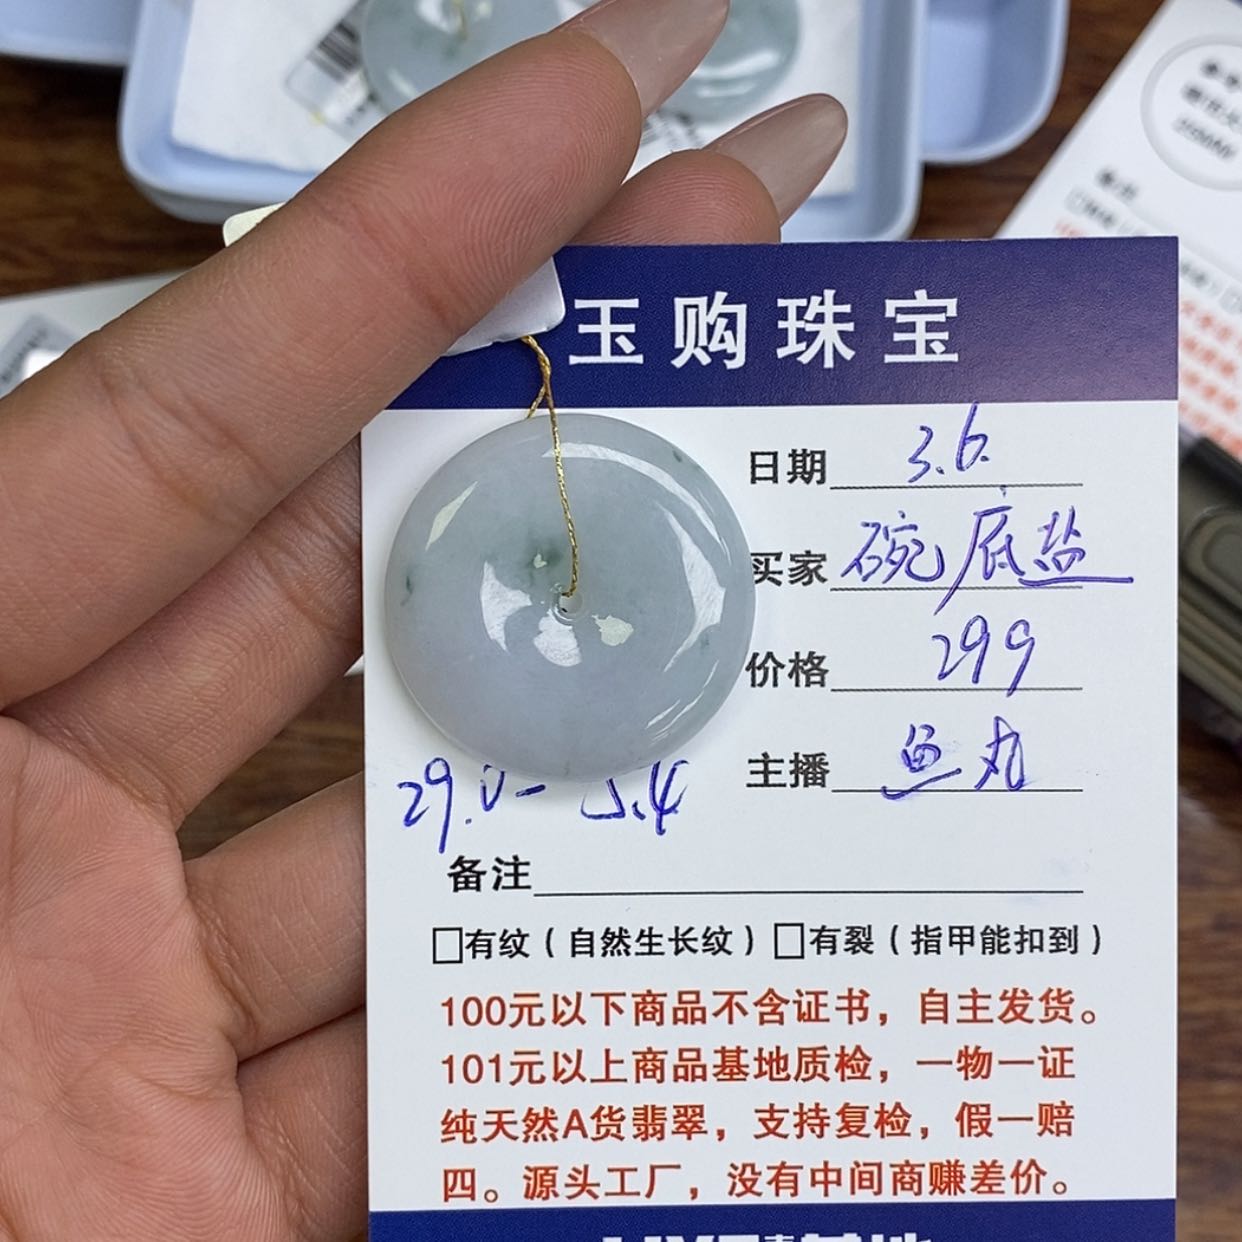 玉购珠宝
日期 3.6.
买家 碗底盐
价格 299
主播 鱼丸
29.0- 5.4
备注
□有纹（自然生长纹）□有裂（指甲能扣到）
100元以下商品不含证书，自主发货。
101元以上商品基地质检，一物一证
纯天然A货翡翠，支持复检，假一赔
四。源头工厂，没有中间商赚差价。